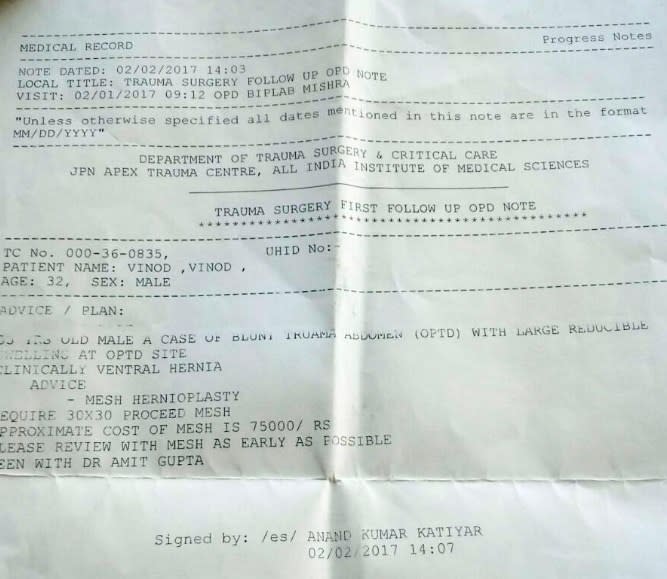 MEDICAL RECORD Progress Notes
NOTE DATED: 02/02/2017 14:03
LOCAL TITLE: TRAUMA SURGERY FOLLOW UP OPD NOTE
VISIT: 02/01/2017 09:12 OPD BIPLAB MISHRA
"Unless otherwise specified all dates mentioned in this note are in the format
MM/DD/YYYY"
DEPARTMENT OF TRAUMA SURGERY & CRITICAL CARE
JPN APEX TRAUMA CENTRE, ALL INDIA INSTITUTE OF MEDICAL SCIENCES
TRAUMA SURGERY FIRST FOLLOW UP OPD NOTE
TC No. 000-36-0835, UHID No:-
PATIENT NAME: VINOD ,VINOD ,
AGE: 32, SEX: MALE
ADVICE / PLAN:
OLD MALE A CASE OF BLUNT TRUAMA ABDOMEN (OPTD) WITH LARGE REDUCIBLE
WELLING AT OPTD SITE
CLINICALLY VENTRAL HERNIA
ADVICE
- MESH HERNIOPLASTY
EQUIRE 30X30 PROCEED MESH
PPROXIMATE COST OF MESH IS 75000/ RS
LEASE REVIEW WITH MESH AS EARLY AS POSSIBLE
EEN WITH DR AMIT GUPTA
Signed by: /es/ ANAND KUMAR KATIYAR
02/02/2017 14:07